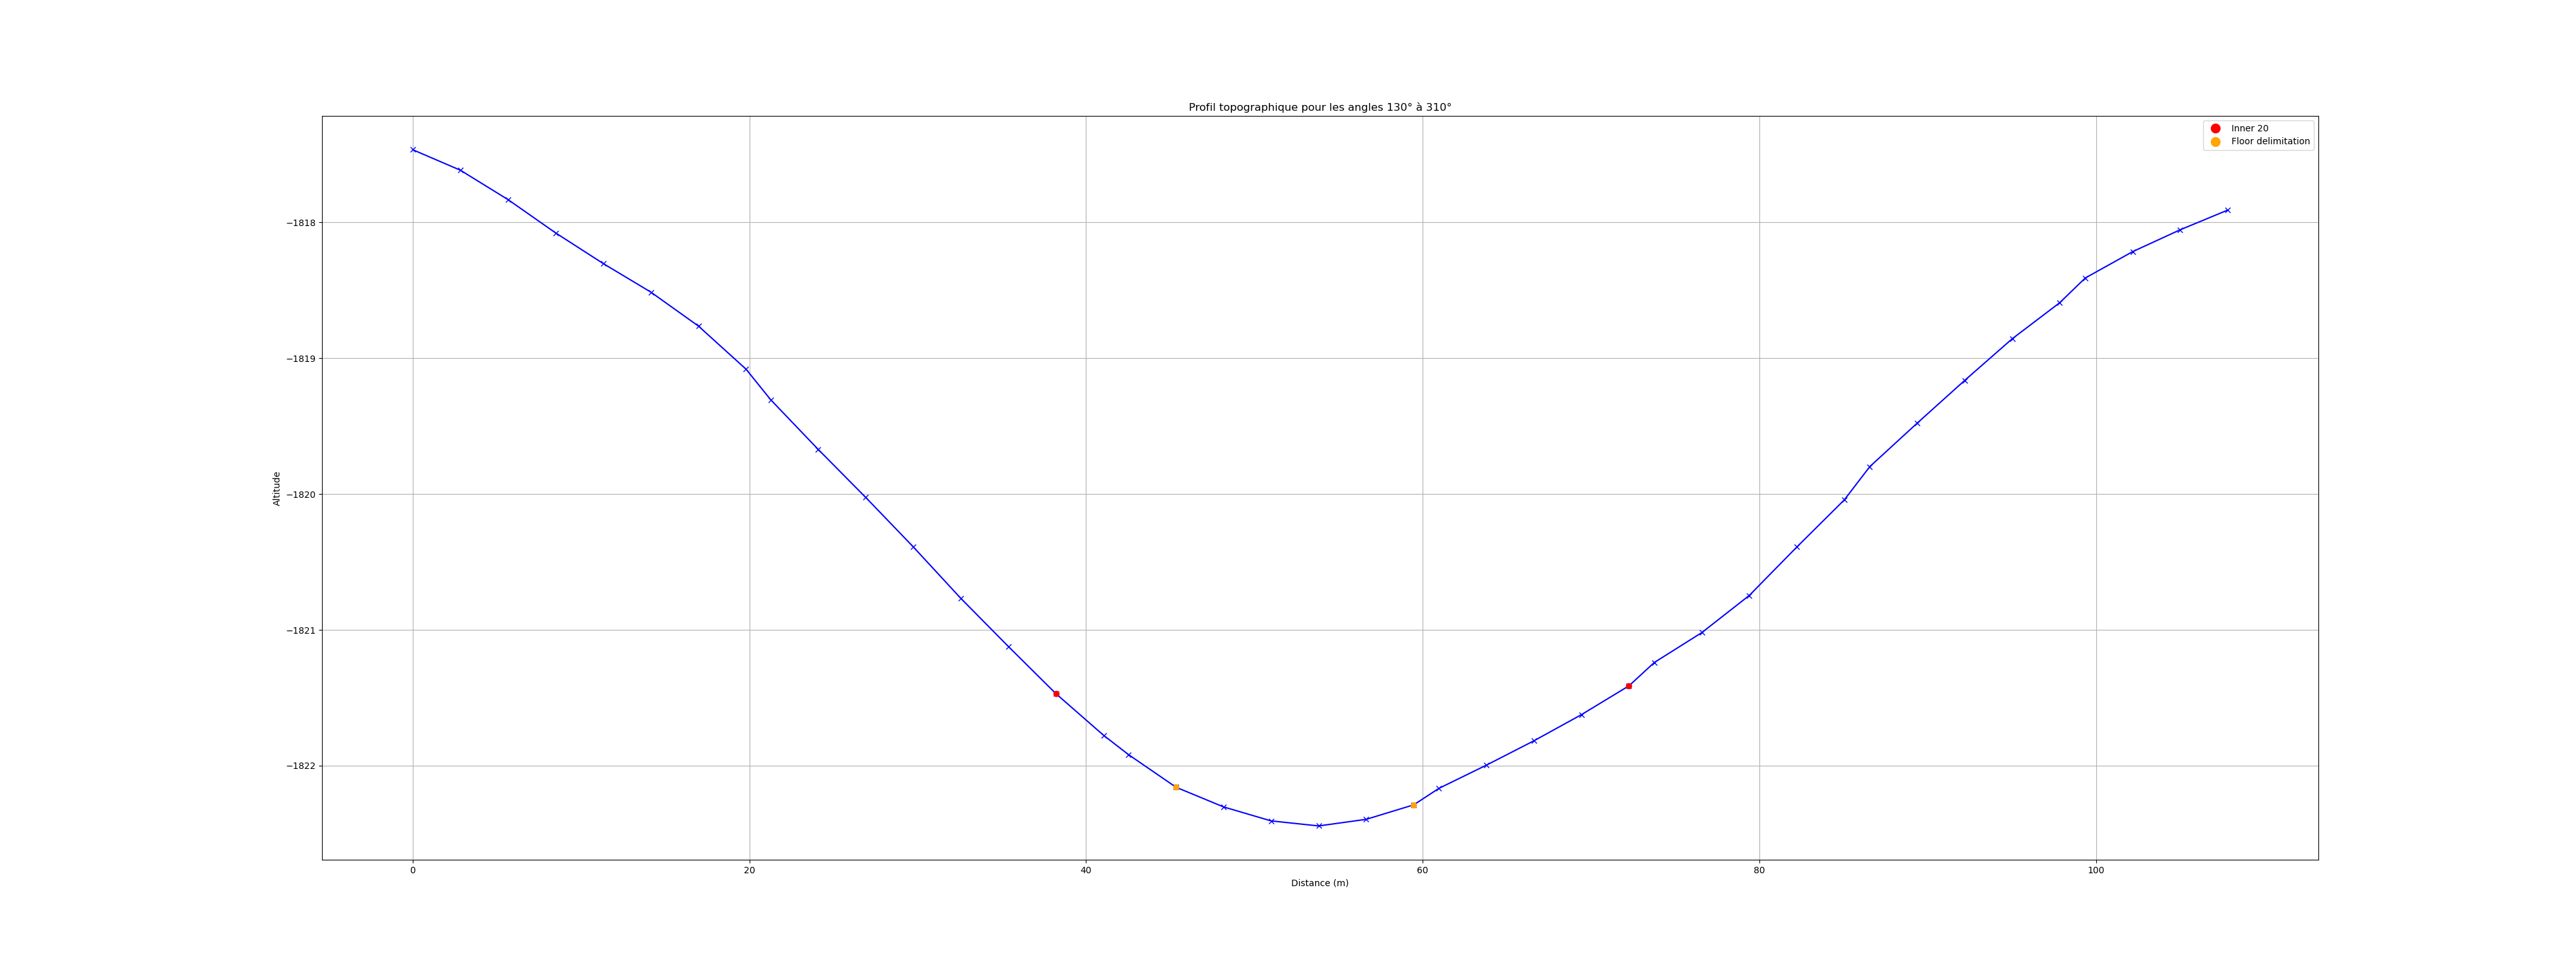 Profil topographique pour les angles 130° à 310°
Inner 20
Floor delimitation
Altitude
−1818
−1819
−1820
−1821
−1822
0 20 40 60 80 100
Distance (m)